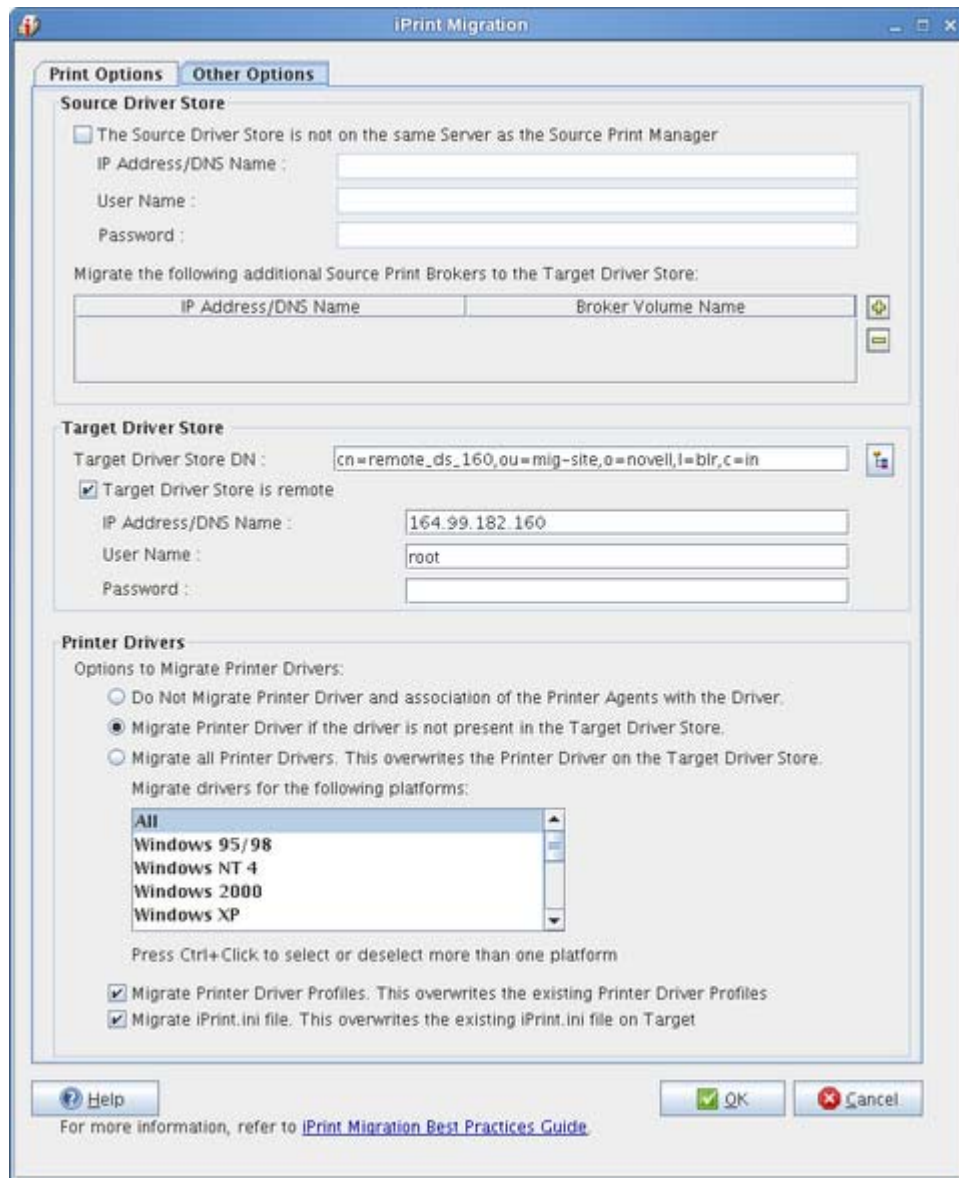 iPrint Migration
Print Options Other Options
Source Driver Store
The Source Driver Store is not on the same Server as the Source Print Manager
IP Address/DNS Name :
User Name :
Password :
Migrate the following additional Source Print Brokers to the Target Driver Store:
IP Address/DNS Name Broker Volume Name
Target Driver Store
Target Driver Store DN : cn=remote_ds_160,ou=mig-site,o=novell,l=blr,c=in
Target Driver Store is remote
IP Address/DNS Name : 164.99.182.160
User Name : root
Password :
Printer Drivers
Options to Migrate Printer Drivers:
Do Not Migrate Printer Driver and association of the Printer Agents with the Driver.
Migrate Printer Driver if the driver is not present in the Target Driver Store.
Migrate all Printer Drivers. This overwrites the Printer Driver on the Target Driver Store.
Migrate drivers for the following platforms:
All
Windows 95/98
Windows NT 4
Windows 2000
Windows XP
Press Ctrl+Click to select or deselect more than one platform
Migrate Printer Driver Profiles. This overwrites the existing Printer Driver Profiles
Migrate iPrint.ini file. This overwrites the existing iPrint.ini file on Target
Help OK Cancel
For more information, refer to iPrint Migration Best Practices Guide.